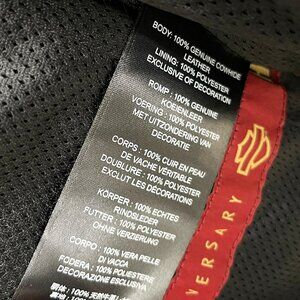 BODY: 100% GENUINE COWHIDE
LEATHER
LINING: 100% POLYESTER
EXCLUSIVE OF DECORATION
ROMP : 100% GENUINE
KOEIENLEER
VOERING : 100% POLYESTER
MET UITZONDERING VAN
DECORATIE
CORPS : 100% CUIR EN PEAU
DE VACHE VÉRITABLE
DOUBLURE : 100% POLYESTER
EXCLUT LES DÉCORATIONS
KÖRPER : 100% ECHTES
RINDSLEDER
FUTTER : 100% POLYESTER
OHNE VERZIERUNG
CORPO : 100% VERA PELLE
DI VACCA
FODERA : 100% POLIESTERE
DECORAZIONE ESCLUSIVA
VERSARY